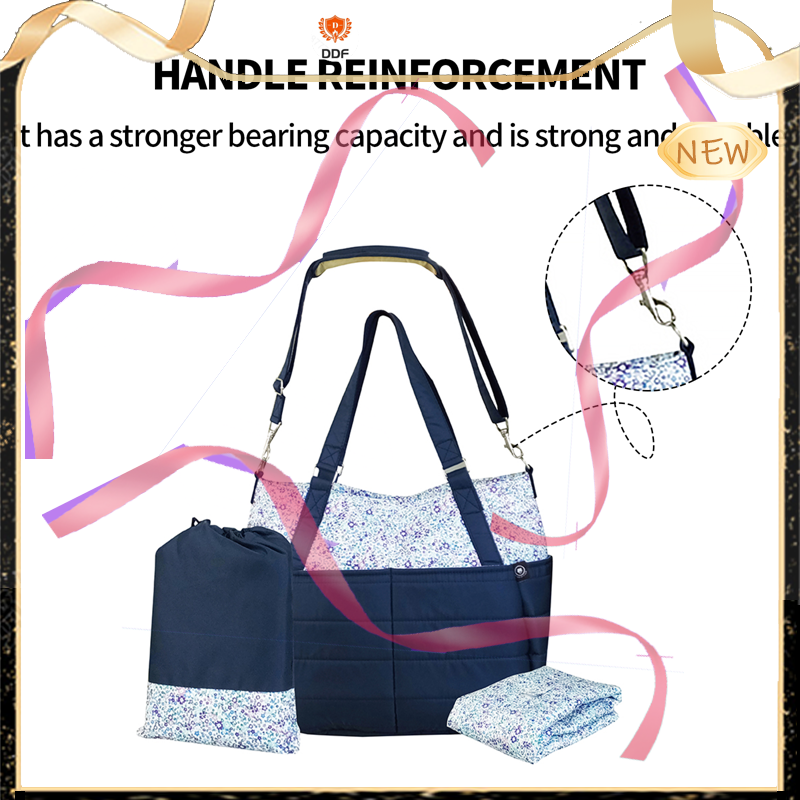 D
DDF
HANDLE REINFORCEMENT
t has a stronger bearing capacity and is strong and
NEW